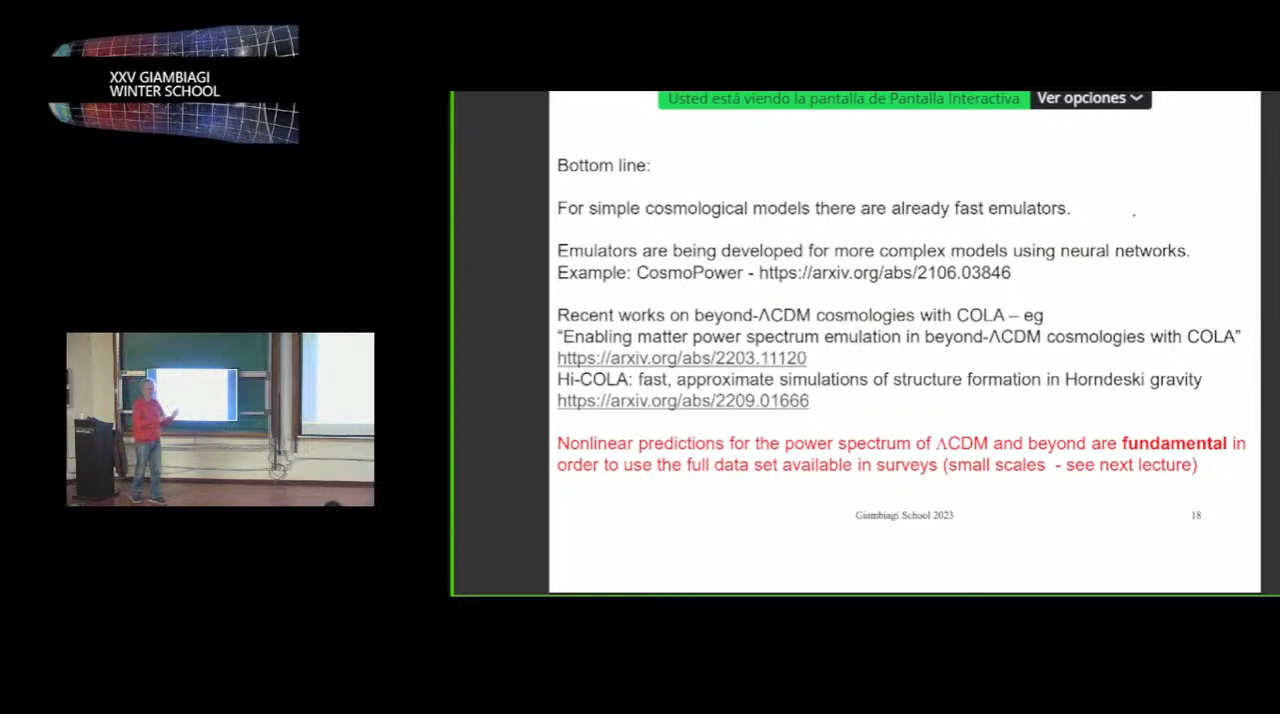 XXV GIAMBIAGI
WINTER SCHOOL
Usted está viendo la pantalla de Pantalla Interactiva Ver opciones
Bottom line:
For simple cosmological models there are already fast emulators.
Emulators are being developed for more complex models using neural networks.
Example: CosmoPower - https://arxiv.org/abs/2106.03846
Recent works on beyond-ΛCDM cosmologies with COLA – eg
“Enabling matter power spectrum emulation in beyond-ΛCDM cosmologies with COLA”
https://arxiv.org/abs/2203.11120
Hi-COLA: fast, approximate simulations of structure formation in Horndeski gravity
https://arxiv.org/abs/2209.01666
Nonlinear predictions for the power spectrum of ΛCDM and beyond are fundamental in
order to use the full data set available in surveys (small scales - see next lecture)
Giambiagi School 2023 18